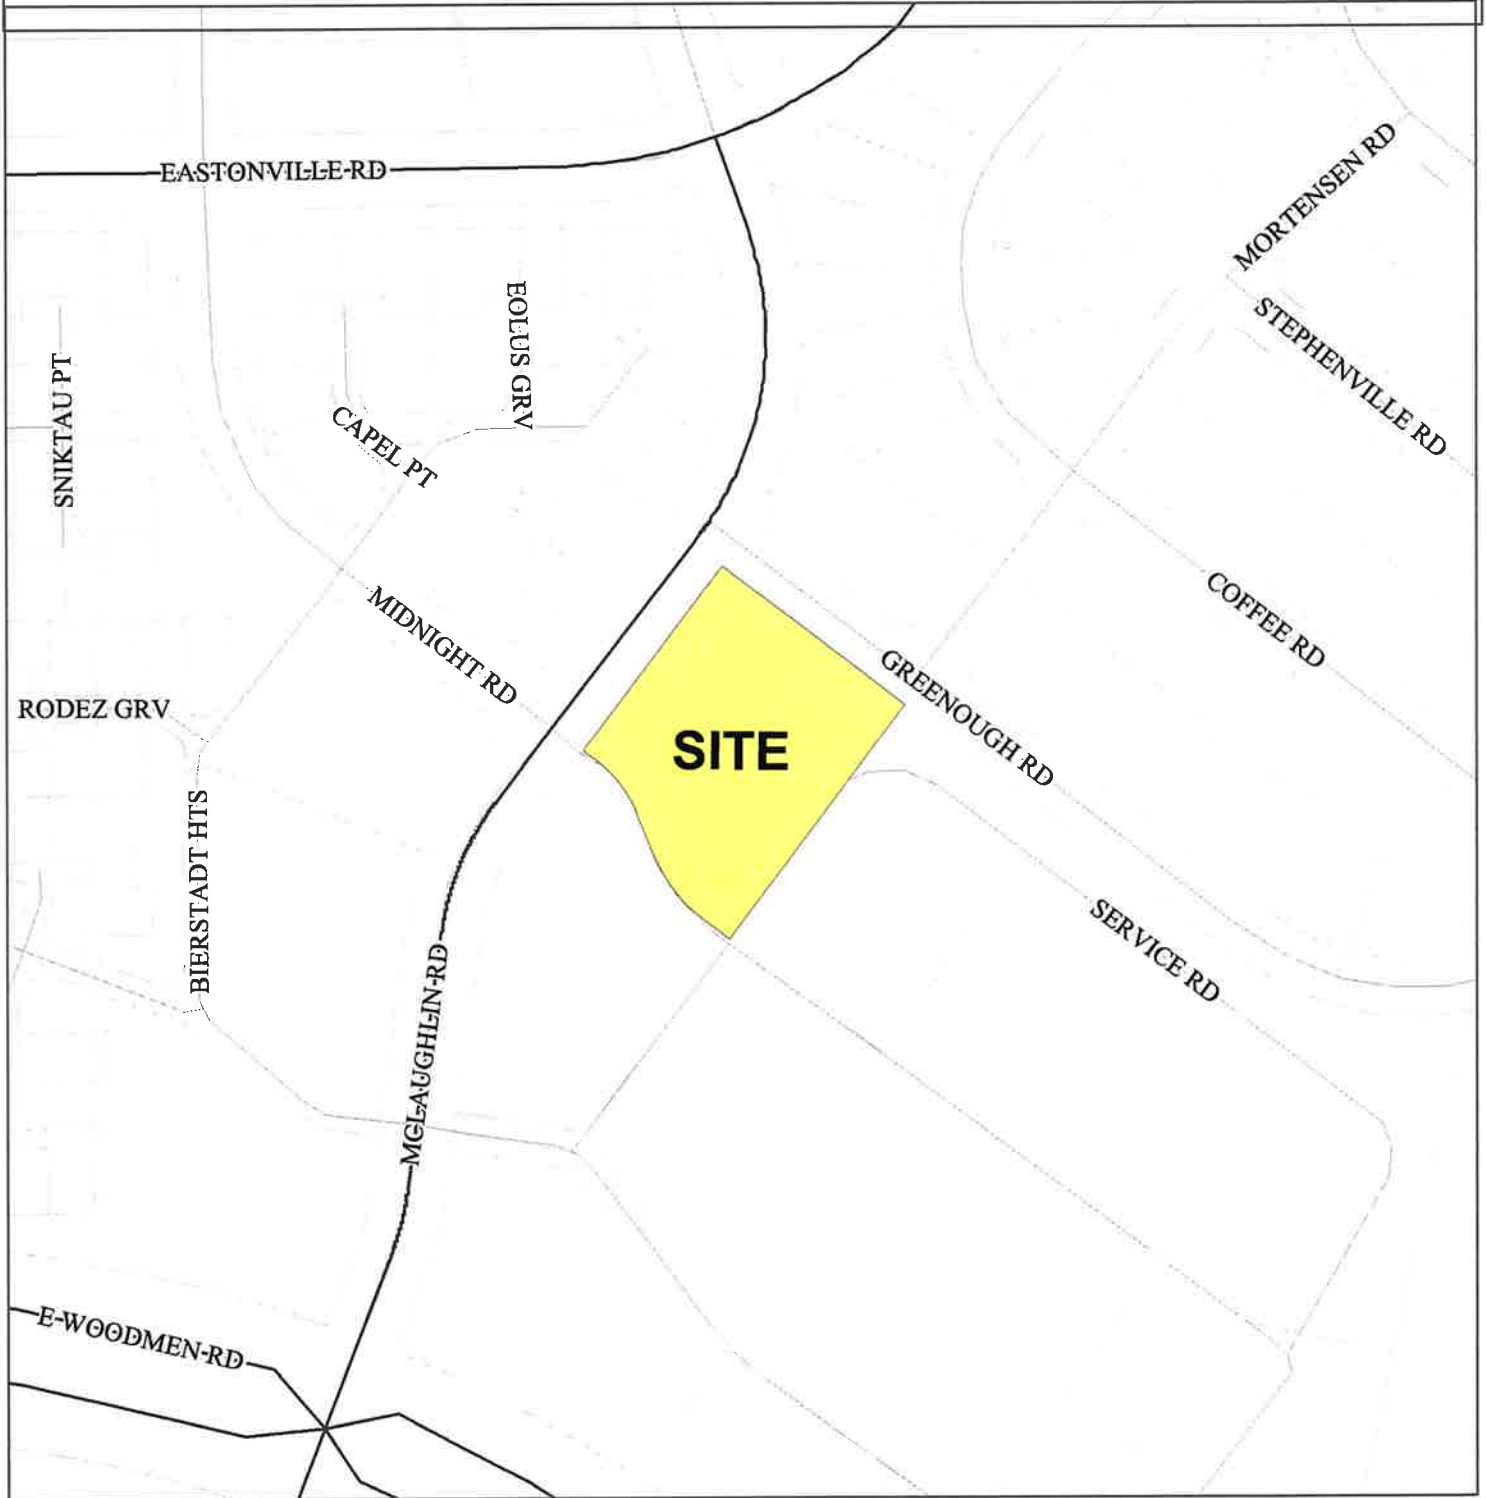 EASTONVILLE RD
MORTENSEN RD
STEPHENVILLE RD
EOLUS GRV
SNIKTAU PT
CAPEL PT
MIDNIGHT RD
COFFEE RD
GREENOUGH RD
RODEZ GRV
SITE
BIERSTADT HTS
SERVICE RD
MCLAUGHLIN RD
E WOODMEN RD